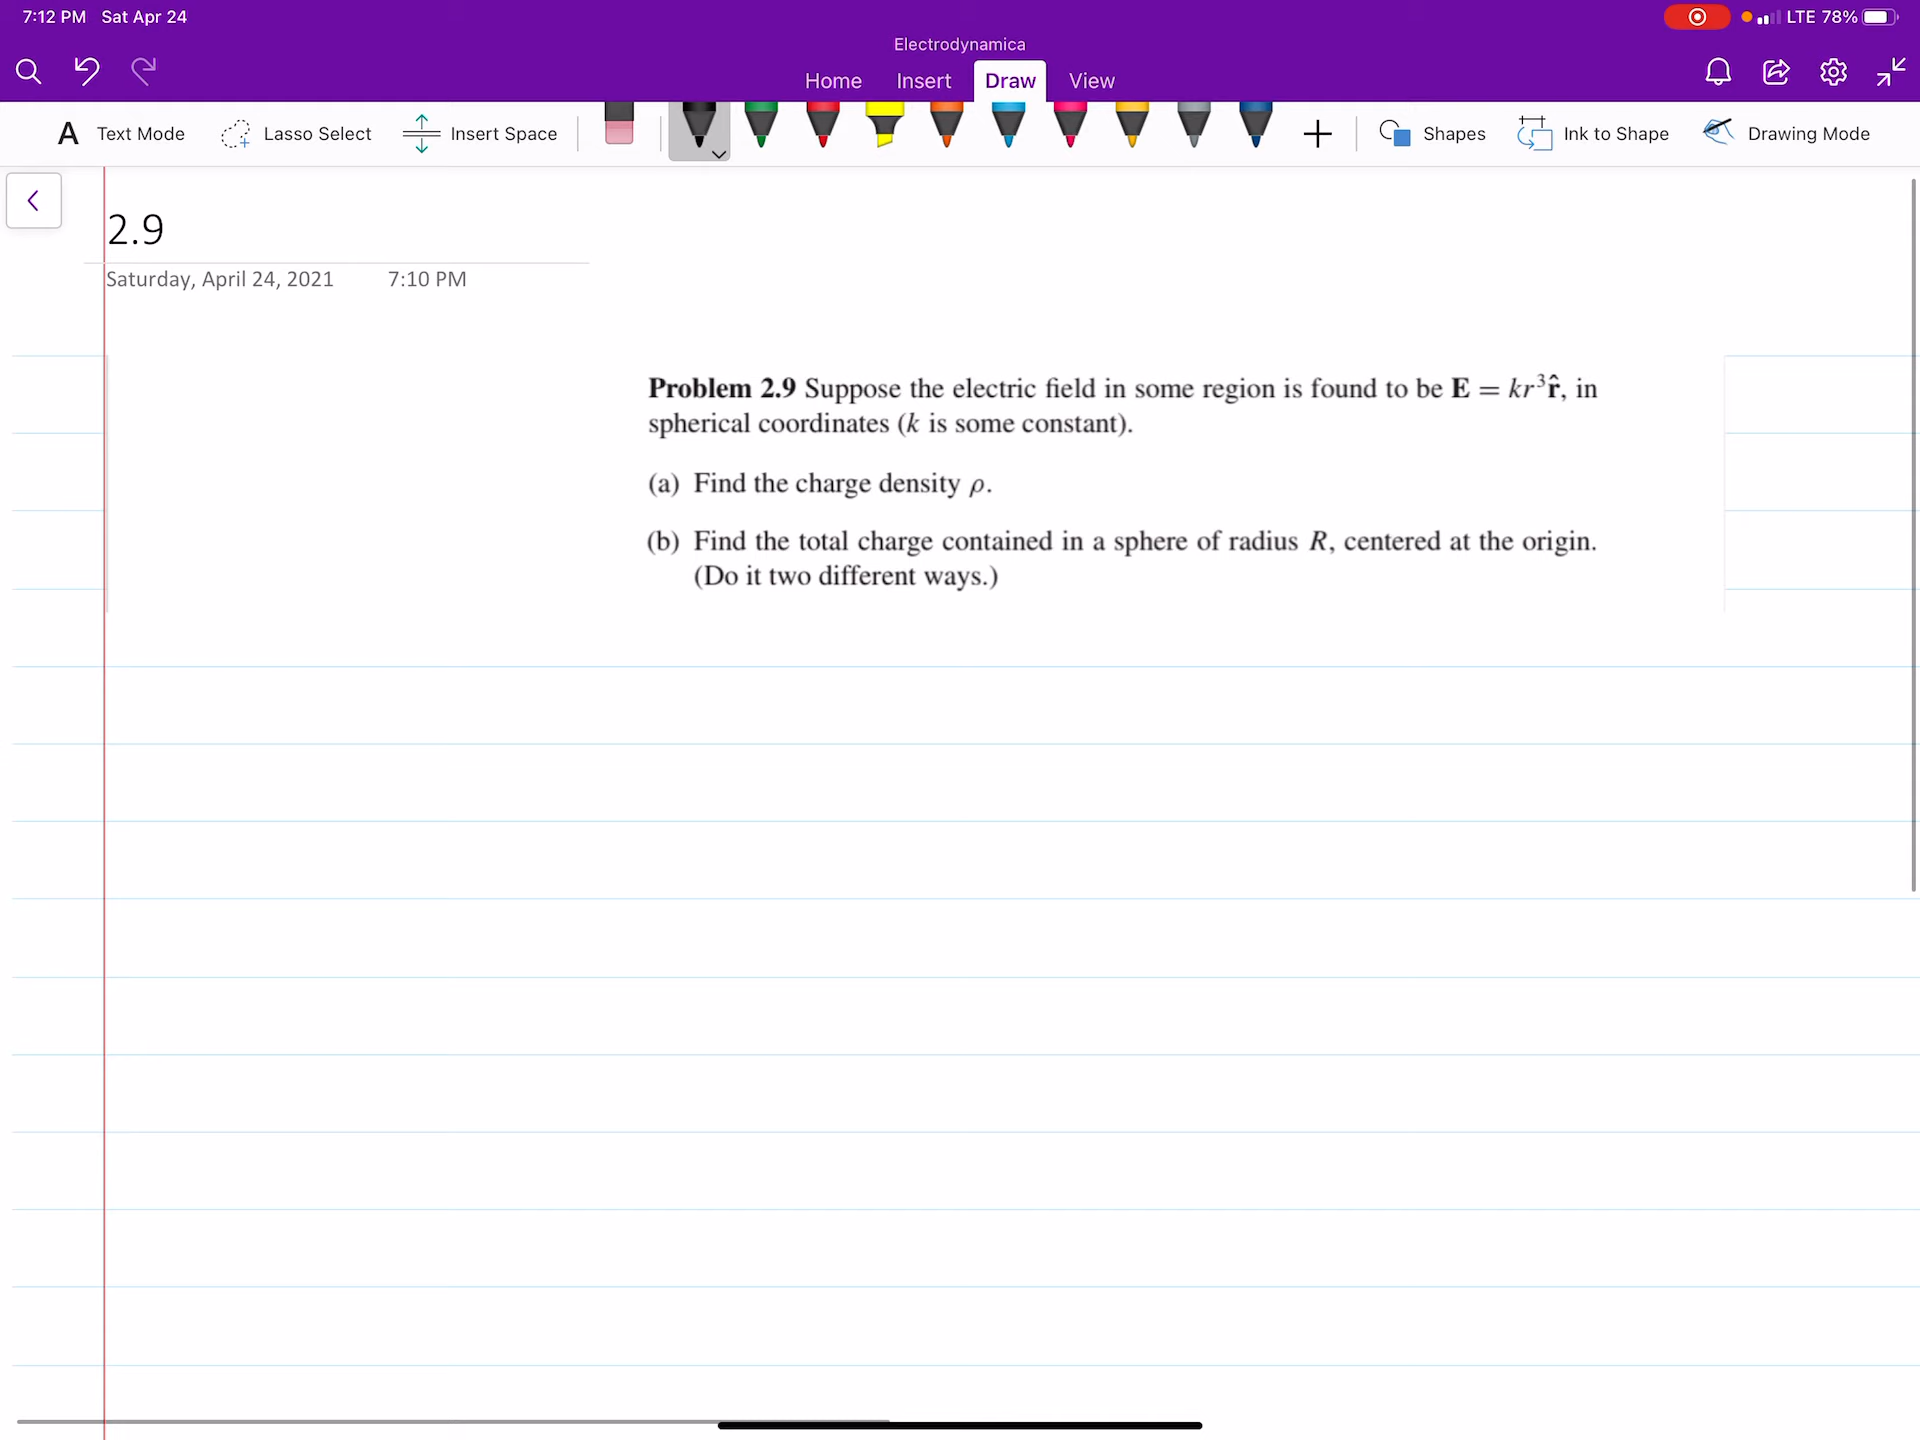 7:12 PM Sat Apr 24
LTE 78%
Electrodynamica
Home Insert Draw View
A Text Mode Lasso Select Insert Space Shapes Ink to Shape Drawing Mode
2.9
Saturday, April 24, 2021 7:10 PM
Problem 2.9 Suppose the electric field in some region is found to be E = kr³r̂, in
spherical coordinates (k is some constant).
(a) Find the charge density ρ.
(b) Find the total charge contained in a sphere of radius R, centered at the origin.
(Do it two different ways.)